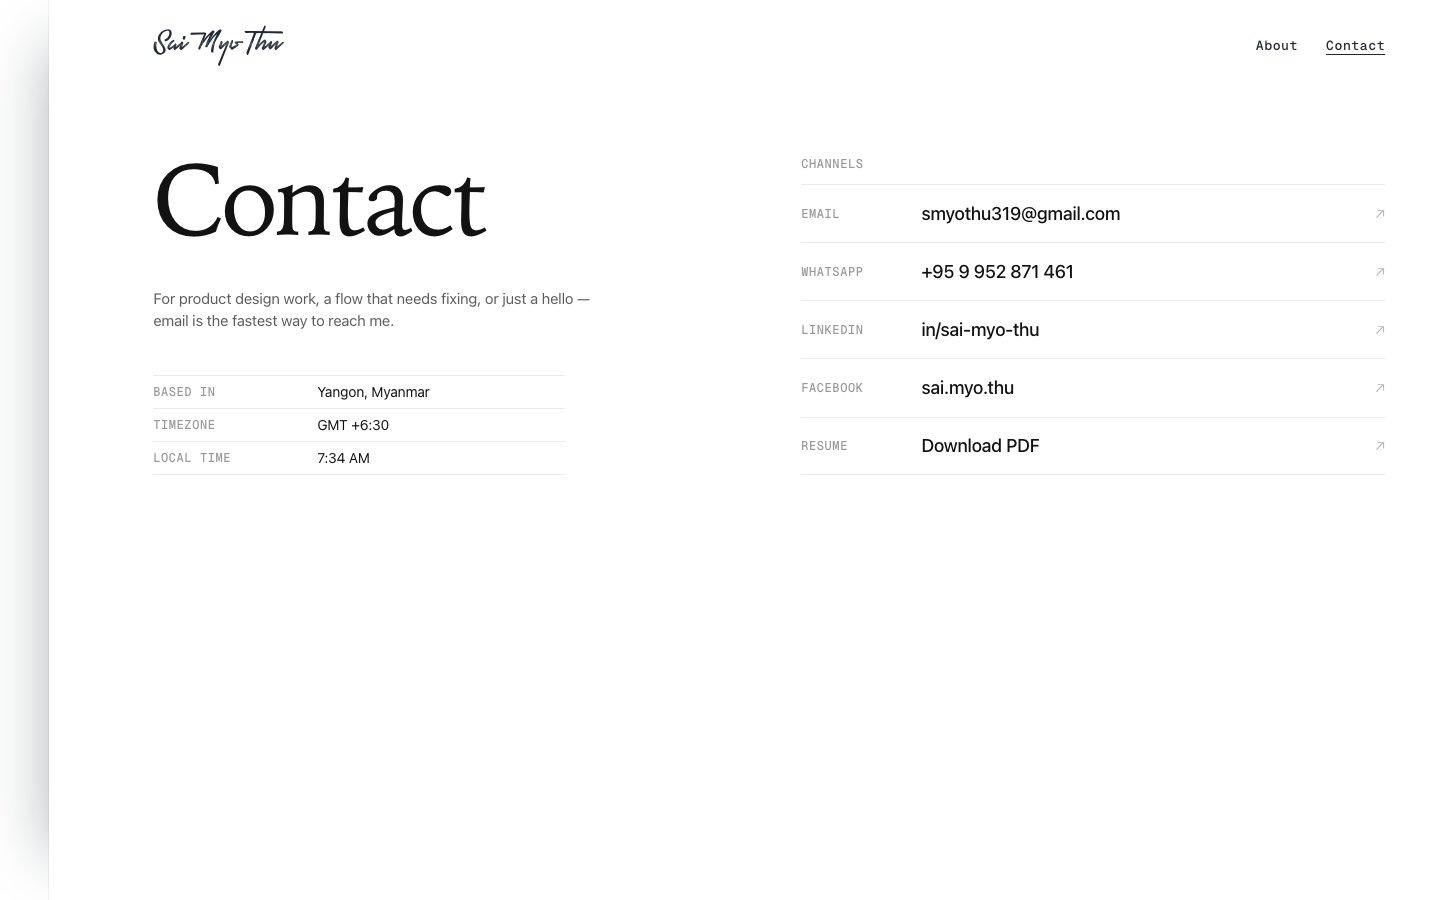 Sai Myo Thu
About
Contact
Contact
For product design work, a flow that needs fixing, or just a hello —
email is the fastest way to reach me.
BASED IN Yangon, Myanmar
TIMEZONE GMT +6:30
LOCAL TIME 7:34 AM
CHANNELS
EMAIL smyothu319@gmail.com ↗
WHATSAPP +95 9 952 871 461 ↗
LINKEDIN in/sai-myo-thu ↗
FACEBOOK sai.myo.thu ↗
RESUME Download PDF ↗